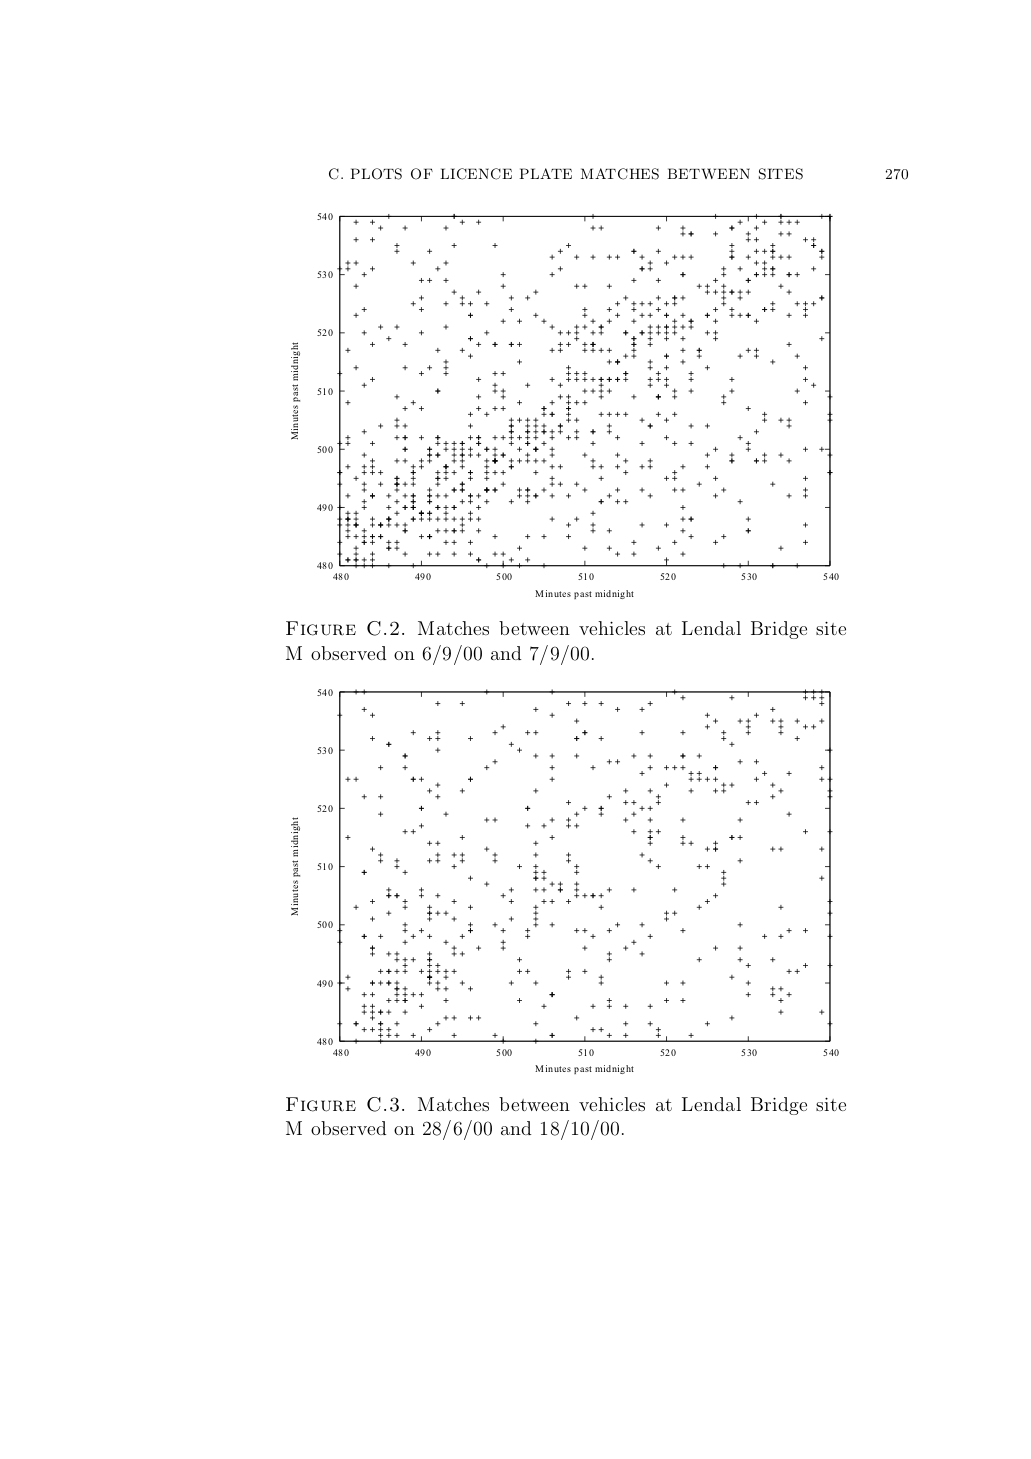 C. PLOTS OF LICENCE PLATE MATCHES BETWEEN SITES 270
540
530
520
510
500
490
480
Minutes past midnight
480 490 500 510 520 530 540
Minutes past midnight
FIGURE C.2. Matches between vehicles at Lendal Bridge site
M observed on 6/9/00 and 7/9/00.
540
530
520
510
500
490
480
Minutes past midnight
480 490 500 510 520 530 540
Minutes past midnight
FIGURE C.3. Matches between vehicles at Lendal Bridge site
M observed on 28/6/00 and 18/10/00.